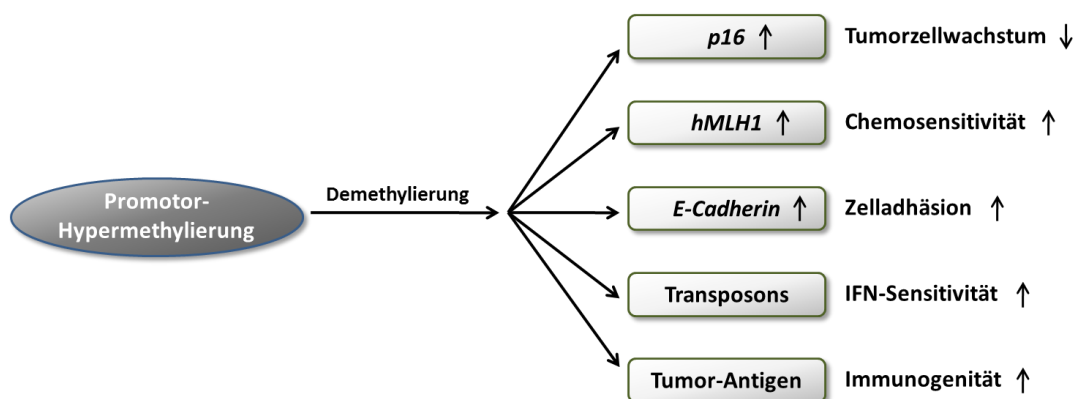 Promotor-
Hypermethylierung
Demethylierung
p16 ↑ Tumorzellwachstum ↓
hMLH1 ↑ Chemosensitivität ↑
E-Cadherin ↑ Zelladhäsion ↑
Transposons IFN-Sensitivität ↑
Tumor-Antigen Immunogenität ↑